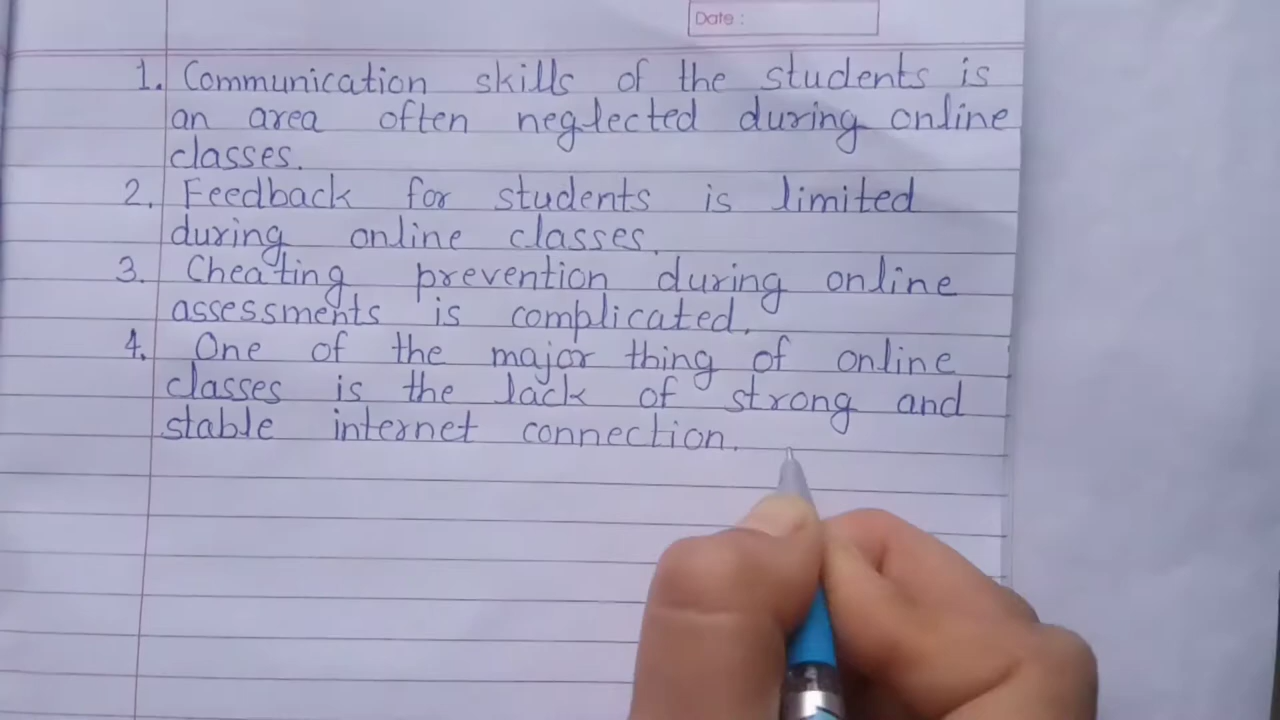 Date :
1. Communication skills of the students is
an area often neglected during online
classes.
2. Feedback for students is limited
during online classes.
3. Cheating prevention during online
assessments is complicated.
4. One of the major thing of online
classes is the lack of strong and
stable internet connection.